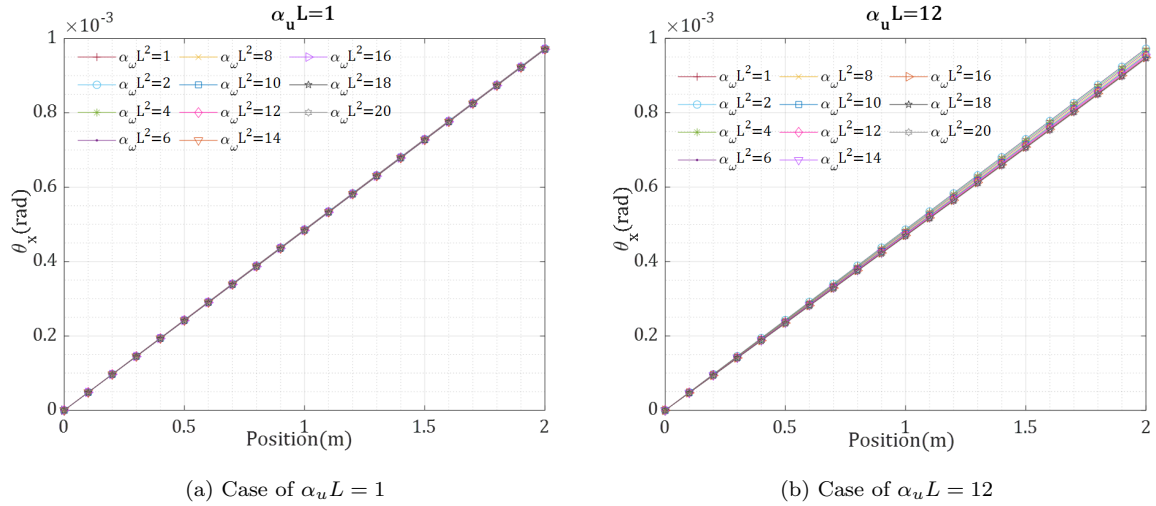 α_uL=1
×10^-3
1
0.8
0.6
0.4
0.2
0
θ_x(rad)
α_ωL²=1 α_ωL²=8 α_ωL²=16
α_ωL²=2 α_ωL²=10 α_ωL²=18
α_ωL²=4 α_ωL²=12 α_ωL²=20
α_ωL²=6 α_ωL²=14
0 0.5 1 1.5 2
Position(m)
(a) Case of α_uL = 1
α_uL=12
×10^-3
1
0.8
0.6
0.4
0.2
0
θ_x(rad)
α_ωL²=1 α_ωL²=8 α_ωL²=16
α_ωL²=2 α_ωL²=10 α_ωL²=18
α_ωL²=4 α_ωL²=12 α_ωL²=20
α_ωL²=6 α_ωL²=14
0 0.5 1 1.5 2
Position(m)
(b) Case of α_uL = 12